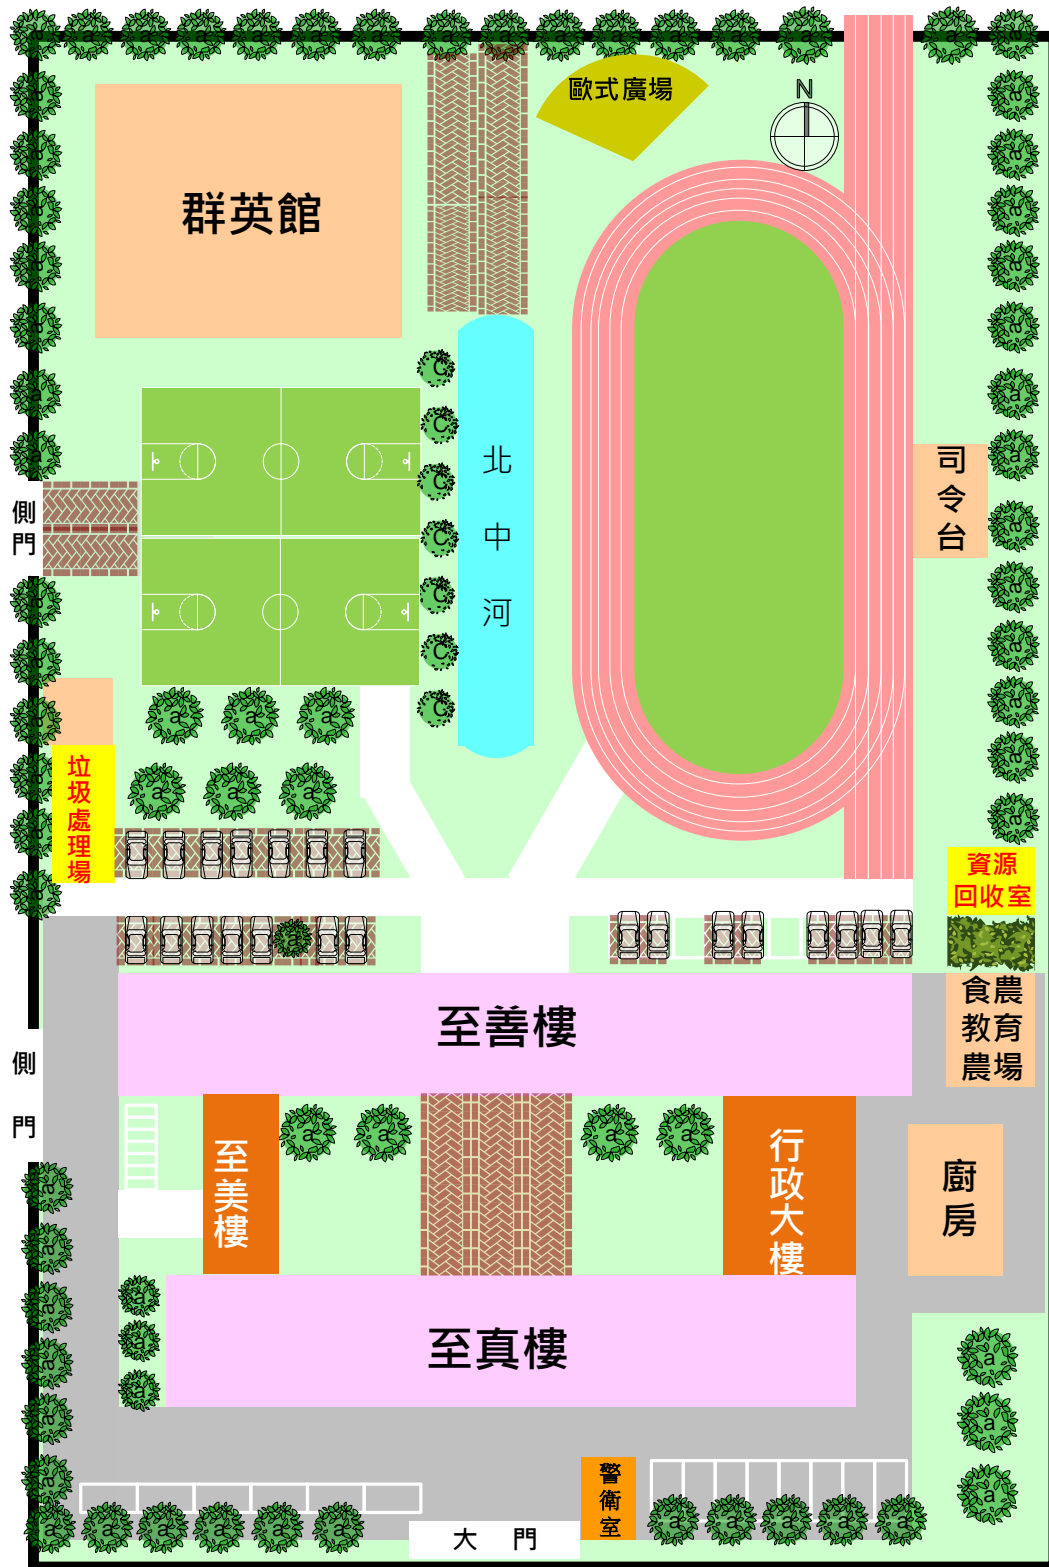 歐式廣場
N
群英館
北中河
司令台
側門
垃圾處理場
資源
回收室
至善樓
食農
教育
農場
側門
至美樓
行政大樓
廚房
至真樓
警衛室
大門